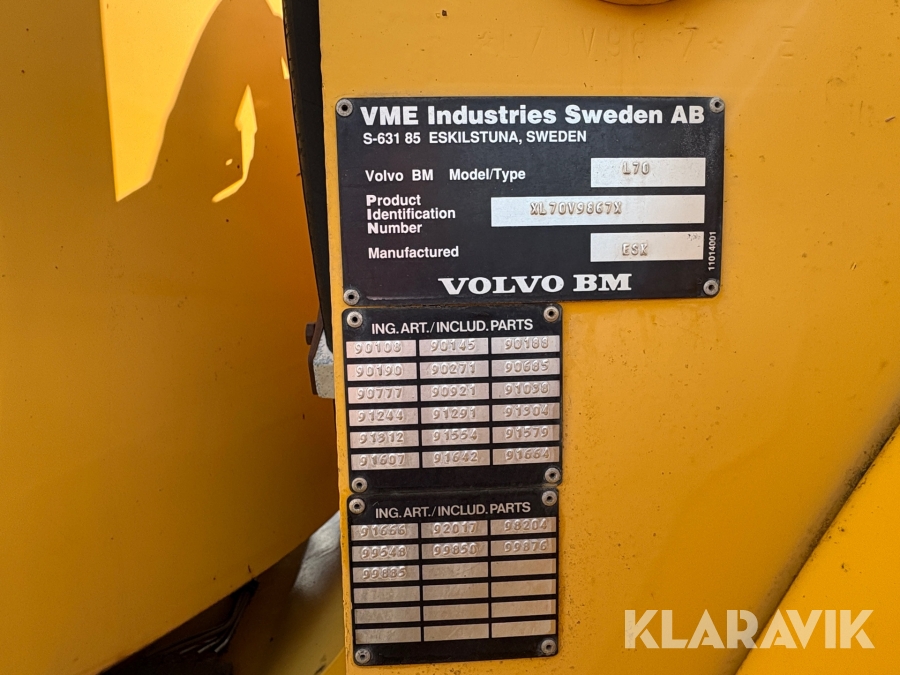 VME Industries Sweden AB
S-631 85 ESKILSTUNA, SWEDEN
Volvo BM Model/Type L70
Product Identification Number XL70V9867X
Manufactured ESK
11014001
VOLVO BM
ING. ART./INCLUD. PARTS
90108 90145 90188
90190 90271 90685
90777 90921 91038
91244 91291 91304
91312 91554 91579
91607 91642 91664
ING. ART./INCLUD. PARTS
91666 92017 98204
99548 99850 99876
99885
KLARAVIK